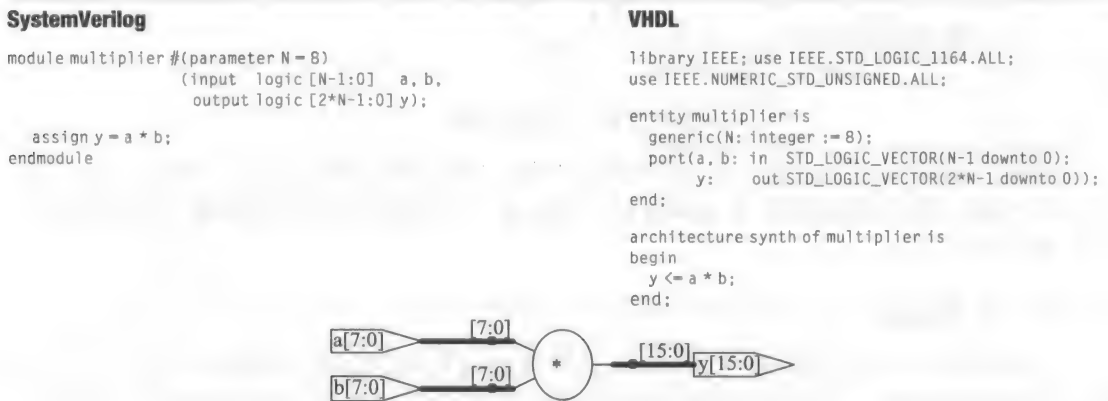 SystemVerilog
module multiplier #(parameter N = 8)
(input logic [N-1:0] a, b,
output logic [2*N-1:0] y);
assign y = a * b;
endmodule
VHDL
library IEEE; use IEEE.STD_LOGIC_1164.ALL;
use IEEE.NUMERIC_STD_UNSIGNED.ALL;
entity multiplier is
generic(N: integer := 8);
port(a, b: in STD_LOGIC_VECTOR(N-1 downto 0);
y: out STD_LOGIC_VECTOR(2*N-1 downto 0));
end;
architecture synth of multiplier is
begin
y <= a * b;
end;
a[7:0]
[7:0]
b[7:0]
[7:0]
*
[15:0]
y[15:0]